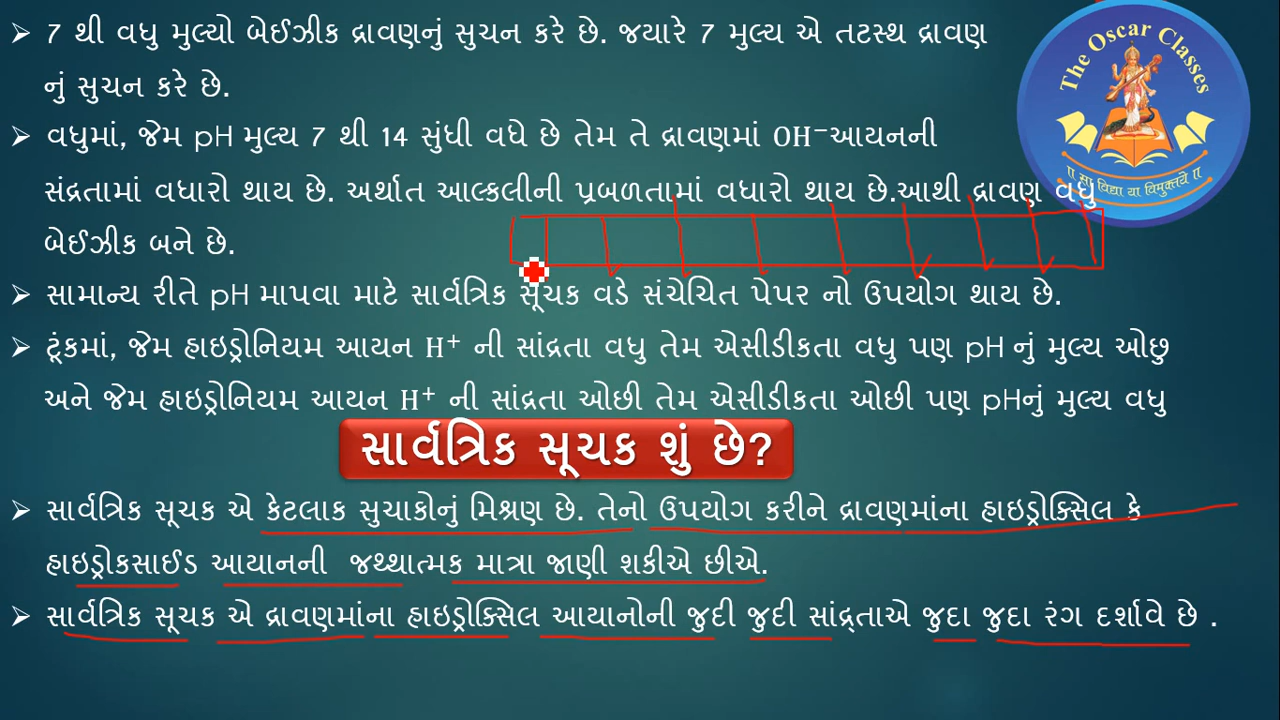 ➢ 7 થી વધુ મુલ્યો બેઈઝીક દ્રાવણનું સુચન કરે છે. જયારે 7 મુલ્ય એ તટસ્થ દ્રાવણ
નું સુચન કરે છે.
➢ વધુમાં, જેમ pH મુલ્ય 7 થી 14 સુંધી વધે છે તેમ તે દ્રાવણમાં OH⁻આયનની
સંદ્રતામાં વધારો થાય છે. અર્થાત આલ્કલીની પ્રબળતામાં વધારો થાય છે.આથી દ્રાવણ વધુ
બેઈઝીક બને છે.
➢ સામાન્ય રીતે pH માપવા માટે સાર્વત્રિક સૂચક વડે સંચેચિત પેપર નો ઉપયોગ થાય છે.
➢ ટૂંકમાં, જેમ હાઇડ્રોનિયમ આયન H⁺ ની સાંદ્રતા વધુ તેમ એસીડીકતા વધુ પણ pH નું મુલ્ય ઓછુ
અને જેમ હાઇડ્રોનિયમ આયન H⁺ ની સાંદ્રતા ઓછી તેમ એસીડીકતા ઓછી પણ pHનું મુલ્ય વધુ
સાર્વત્રિક સૂચક શું છે?
➢ સાર્વત્રિક સૂચક એ કેટલાક સુચાકોનું મિશ્રણ છે. તેનો ઉપયોગ કરીને દ્રાવણમાંના હાઇડ્રોક્સિલ કે
હાઇડ્રોકસાઈડ આયાનની જથ્થાત્મક માત્રા જાણી શકીએ છીએ.
➢ સાર્વત્રિક સૂચક એ દ્રાવણમાંના હાઇડ્રોક્સિલ આયાનોની જુદી જુદી સાંદ્ર્તાએ જુદા જુદા રંગ દર્શાવે છે .
The Oscar Classes
॥ सा विद्या या विमुक्तये ॥